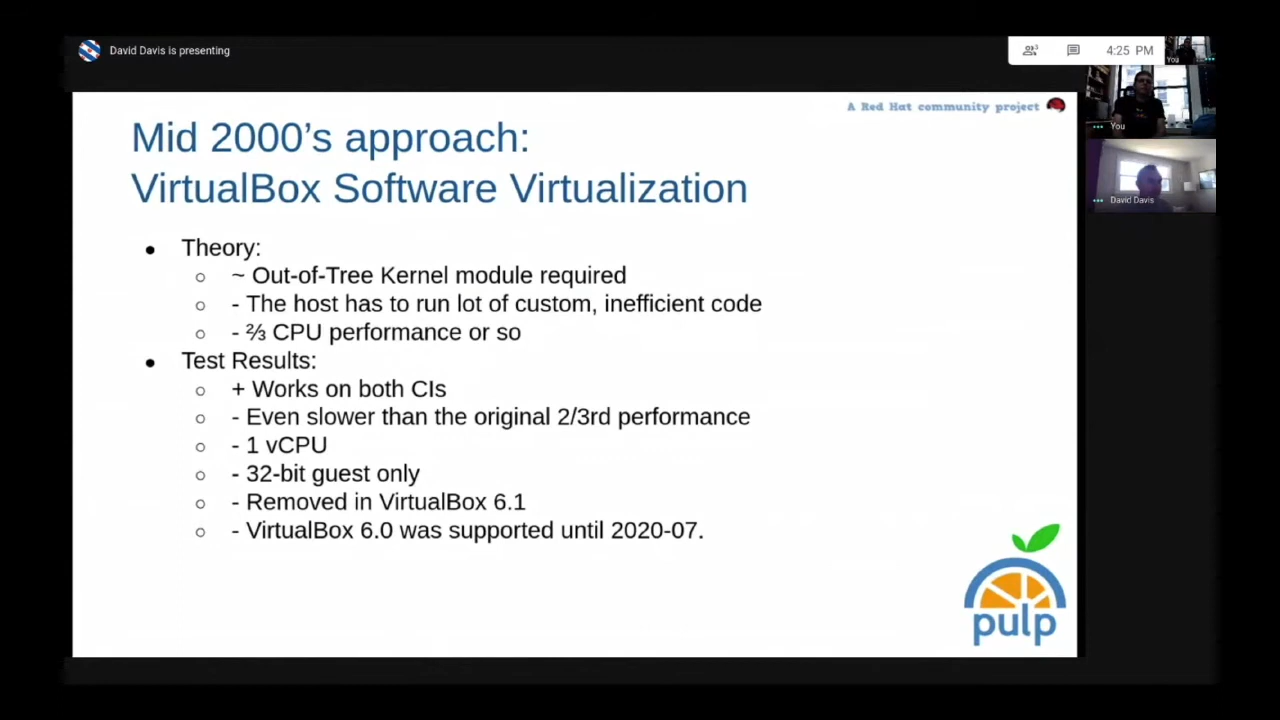 David Davis is presenting
3
4:25 PM
You
You
David Davis
A Red Hat community project
Mid 2000’s approach:
VirtualBox Software Virtualization
● Theory:
○ ~ Out-of-Tree Kernel module required
○ - The host has to run lot of custom, inefficient code
○ - ⅔ CPU performance or so
● Test Results:
○ + Works on both CIs
○ - Even slower than the original 2/3rd performance
○ - 1 vCPU
○ - 32-bit guest only
○ - Removed in VirtualBox 6.1
○ - VirtualBox 6.0 was supported until 2020-07.
pulp